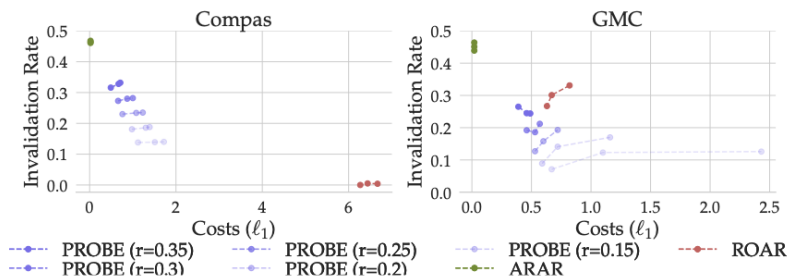 Compas
GMC
Invalidation Rate
0.5
0.4
0.3
0.2
0.1
0.0
0
2
4
6
Costs (ℓ₁)
Invalidation Rate
0.5
0.4
0.3
0.2
0.1
0.0
0.0
0.5
1.0
1.5
2.0
2.5
Costs (ℓ₁)
PROBE (r=0.35)
PROBE (r=0.25)
PROBE (r=0.15)
ROAR
PROBE (r=0.3)
PROBE (r=0.2)
ARAR